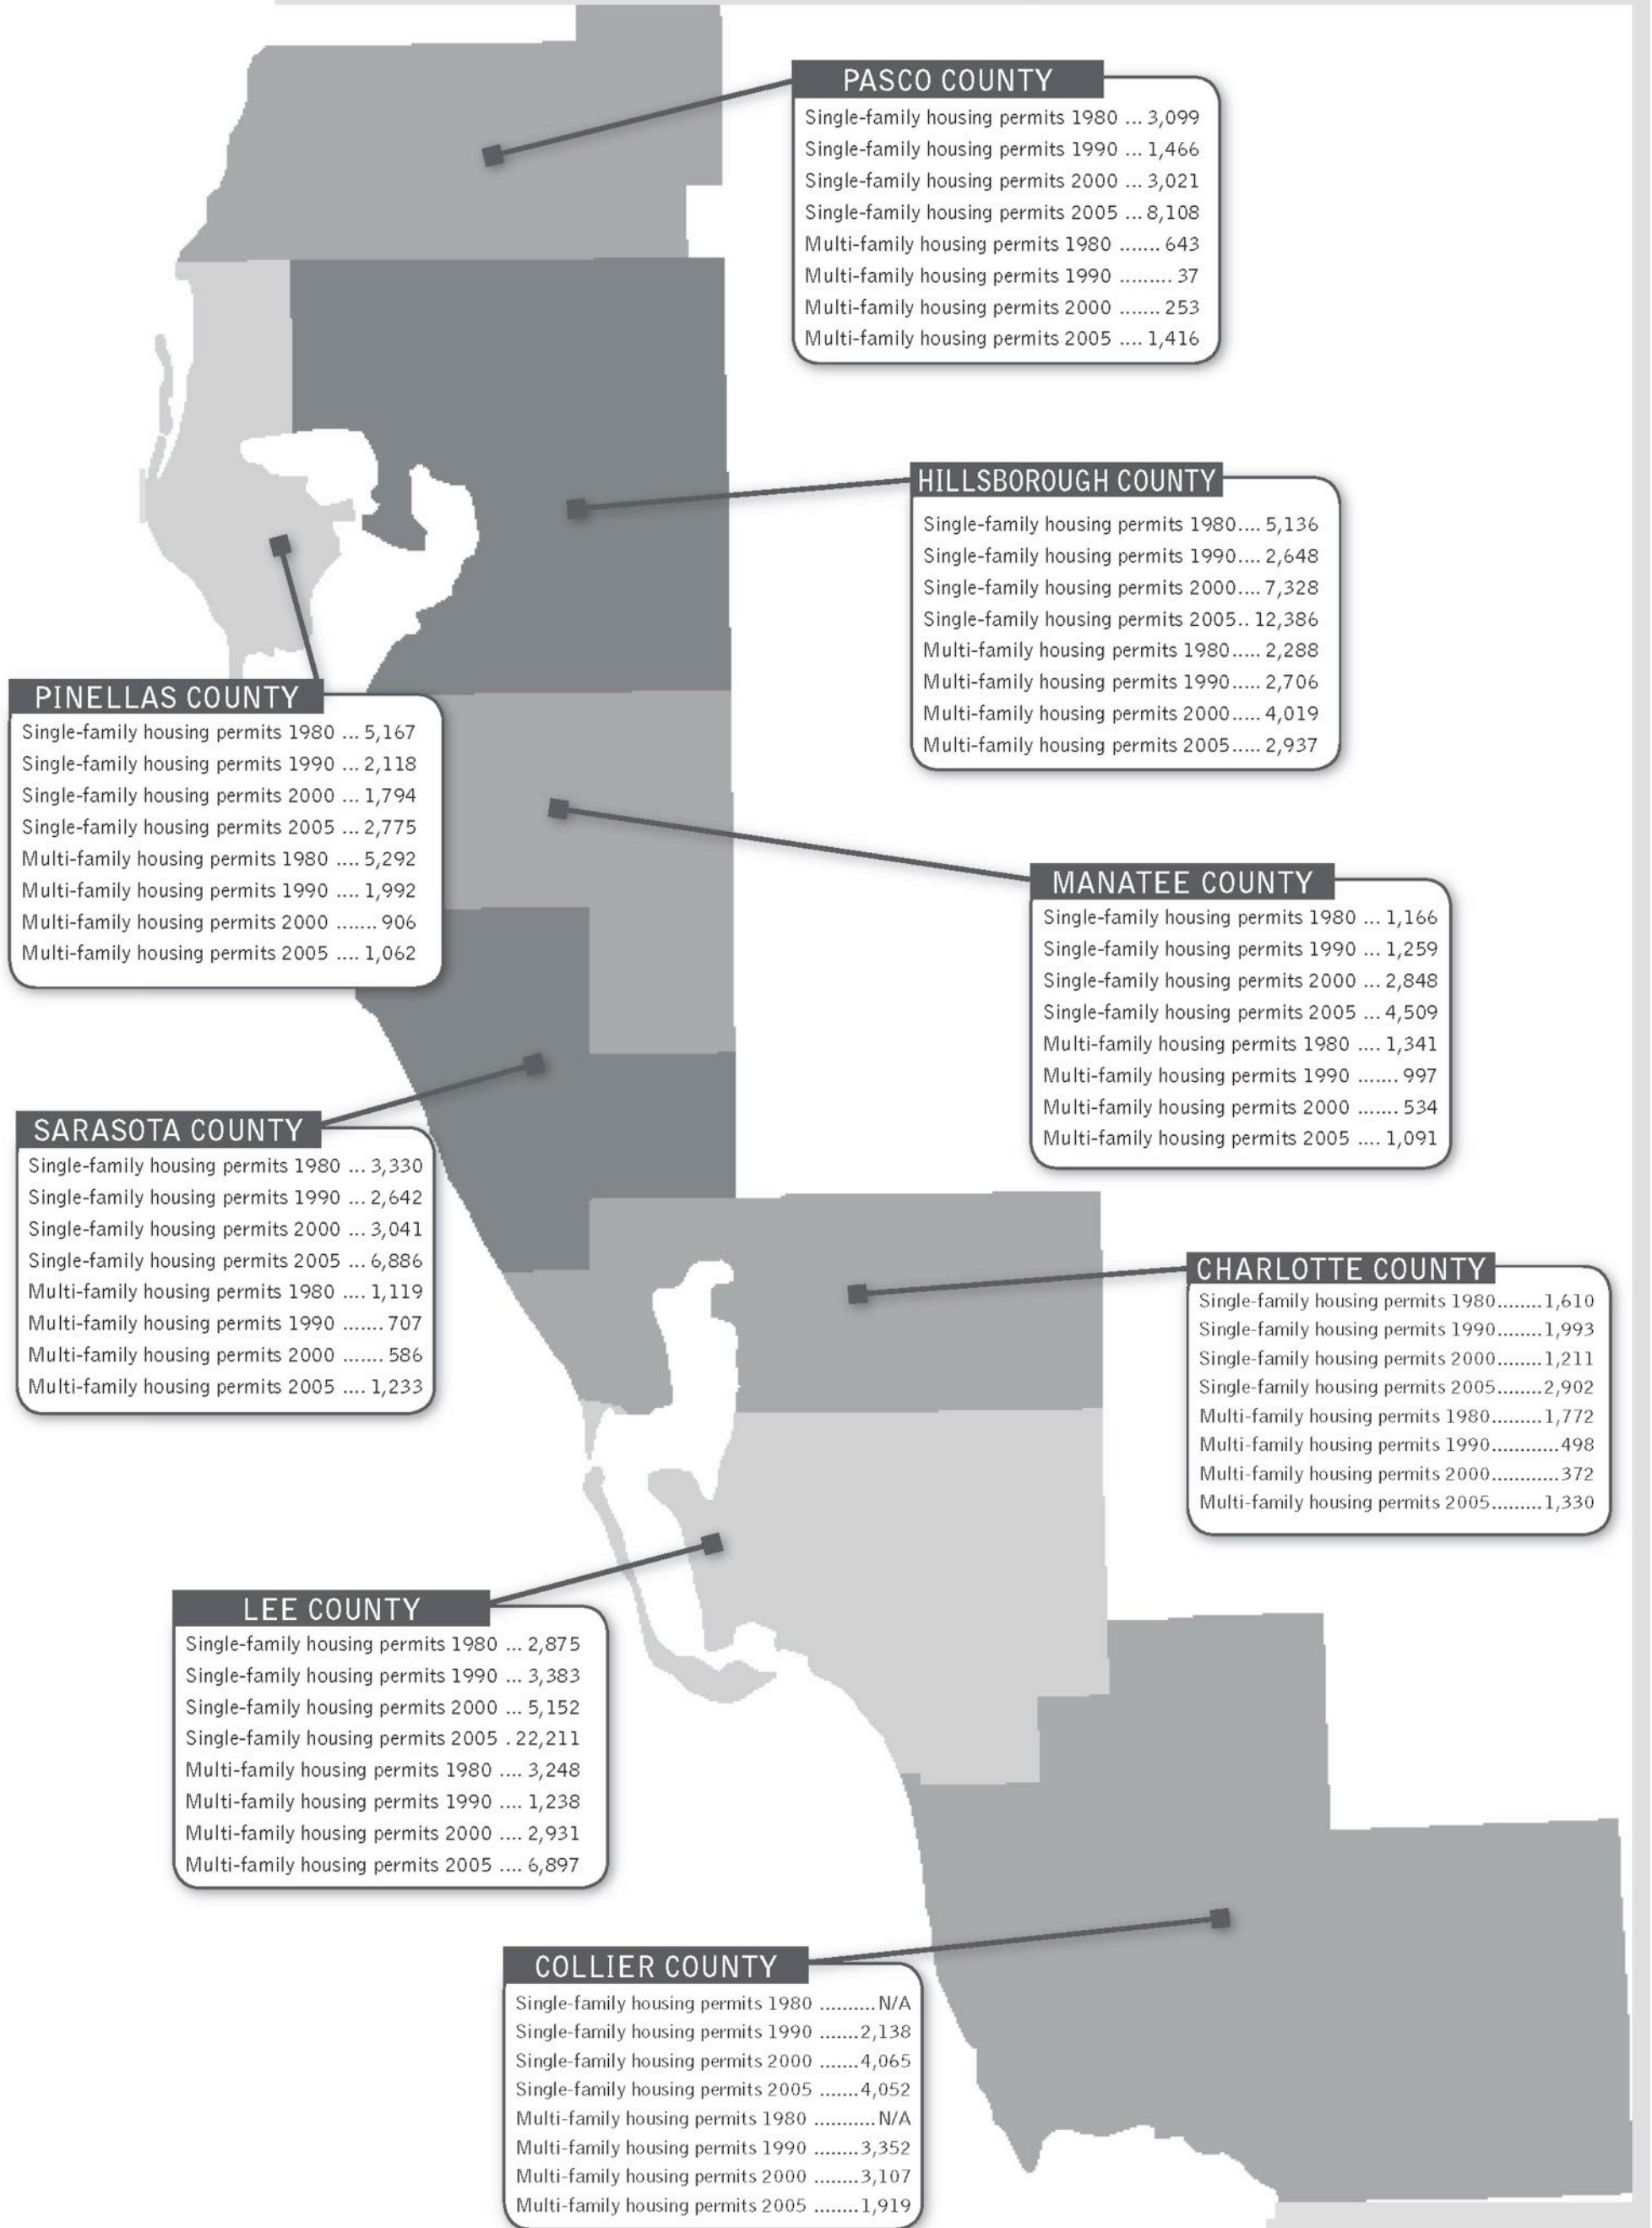 PASCO COUNTY
Single-family housing permits 1980 ... 3,099
Single-family housing permits 1990 ... 1,466
Single-family housing permits 2000 ... 3,021
Single-family housing permits 2005 ... 8,108
Multi-family housing permits 1980 ....... 643
Multi-family housing permits 1990 ......... 37
Multi-family housing permits 2000 ....... 253
Multi-family housing permits 2005 .... 1,416
HILLSBOROUGH COUNTY
Single-family housing permits 1980.... 5,136
Single-family housing permits 1990.... 2,648
Single-family housing permits 2000.... 7,328
Single-family housing permits 2005.. 12,386
Multi-family housing permits 1980..... 2,288
Multi-family housing permits 1990..... 2,706
Multi-family housing permits 2000..... 4,019
Multi-family housing permits 2005..... 2,937
PINELLAS COUNTY
Single-family housing permits 1980 ... 5,167
Single-family housing permits 1990 ... 2,118
Single-family housing permits 2000 ... 1,794
Single-family housing permits 2005 ... 2,775
Multi-family housing permits 1980 .... 5,292
Multi-family housing permits 1990 .... 1,992
Multi-family housing permits 2000 ....... 906
Multi-family housing permits 2005 .... 1,062
MANATEE COUNTY
Single-family housing permits 1980 ... 1,166
Single-family housing permits 1990 ... 1,259
Single-family housing permits 2000 ... 2,848
Single-family housing permits 2005 ... 4,509
Multi-family housing permits 1980 .... 1,341
Multi-family housing permits 1990 ....... 997
Multi-family housing permits 2000 ....... 534
Multi-family housing permits 2005 .... 1,091
SARASOTA COUNTY
Single-family housing permits 1980 ... 3,330
Single-family housing permits 1990 ... 2,642
Single-family housing permits 2000 ... 3,041
Single-family housing permits 2005 ... 6,886
Multi-family housing permits 1980 .... 1,119
Multi-family housing permits 1990 ....... 707
Multi-family housing permits 2000 ....... 586
Multi-family housing permits 2005 .... 1,233
CHARLOTTE COUNTY
Single-family housing permits 1980........1,610
Single-family housing permits 1990........1,993
Single-family housing permits 2000........1,211
Single-family housing permits 2005........2,902
Multi-family housing permits 1980.........1,772
Multi-family housing permits 1990............498
Multi-family housing permits 2000............372
Multi-family housing permits 2005.........1,330
LEE COUNTY
Single-family housing permits 1980 ... 2,875
Single-family housing permits 1990 ... 3,383
Single-family housing permits 2000 ... 5,152
Single-family housing permits 2005 . 22,211
Multi-family housing permits 1980 .... 3,248
Multi-family housing permits 1990 .... 1,238
Multi-family housing permits 2000 .... 2,931
Multi-family housing permits 2005 .... 6,897
COLLIER COUNTY
Single-family housing permits 1980 .......... N/A
Single-family housing permits 1990 .......2,138
Single-family housing permits 2000 .......4,065
Single-family housing permits 2005 .......4,052
Multi-family housing permits 1980 ........... N/A
Multi-family housing permits 1990 ........3,352
Multi-family housing permits 2000 ........3,107
Multi-family housing permits 2005 ........1,919